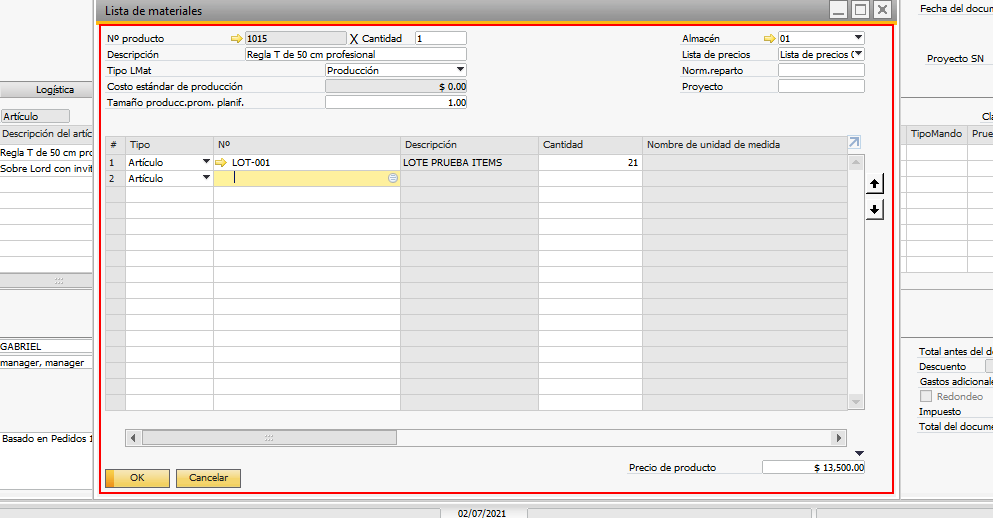 Lista de materiales
Fecha del docum
Nº producto 1015 X Cantidad 1 Almacén 01
Descripción Regla T de 50 cm profesional Lista de precios Lista de precios 0
Proyecto SN
Tipo LMat Producción Norm.reparto
Costo estándar de producción $ 0.00 Proyecto
Logística
Tamaño producc.prom. planif. 1.00
Artículo
Cla
Descripción del artíc
TipoMando Prue
# Tipo Nº Descripción Cantidad Nombre de unidad de medida
Regla T de 50 cm pro
1 Artículo LOT-001 LOTE PRUEBA ITEMS 21
Sobre Lord con invit
2 Artículo
GABRIEL
Total antes del d
manager, manager
Descuento
Gastos adicionale
Redondeo
Impuesto
Total del docume
Basado en Pedidos 1
Precio de producto $ 13,500.00
OK Cancelar
02/07/2021